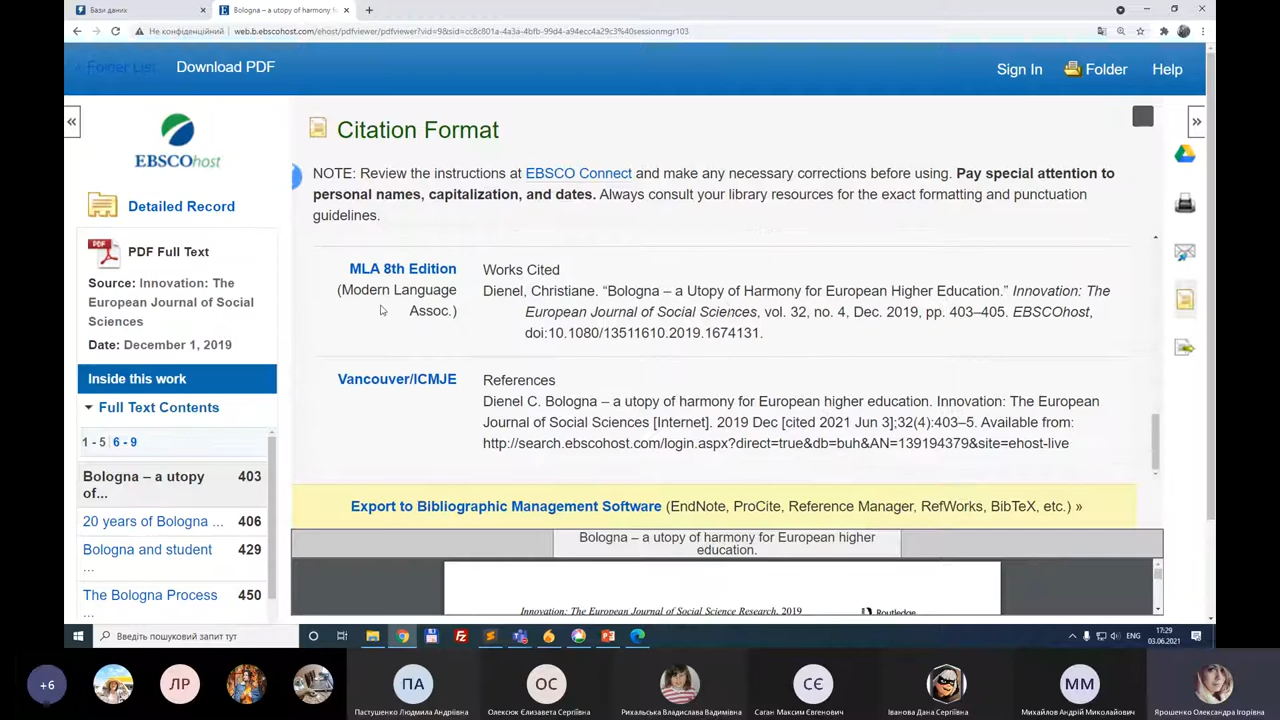 Бази даних
Bologna – a utopy of harmony fo
Не конфіденційний
web.b.ebscohost.com/ehost/pdfviewer/pdfviewer?vid=9&sid=cc8c801a-4a3a-4bfb-99d4-a94ecc4a29c3%40sessionmgr103
Folder List Download PDF
Sign In Folder Help
EBSCOhost
Detailed Record
PDF
PDF Full Text
Source: Innovation: The
European Journal of Social
Sciences
Date: December 1, 2019
Inside this work
Full Text Contents
1 - 5 6 - 9
Bologna – a utopy 403
of...
20 years of Bologna ... 406
Bologna and student 429
...
The Bologna Process 450
...
Citation Format
NOTE: Review the instructions at EBSCO Connect and make any necessary corrections before using. Pay special attention to
personal names, capitalization, and dates. Always consult your library resources for the exact formatting and punctuation
guidelines.
MLA 8th Edition
(Modern Language
Assoc.)
Works Cited
Dienel, Christiane. “Bologna – a Utopy of Harmony for European Higher Education.” Innovation: The
European Journal of Social Sciences, vol. 32, no. 4, Dec. 2019, pp. 403–405. EBSCOhost,
doi:10.1080/13511610.2019.1674131.
Vancouver/ICMJE
References
Dienel C. Bologna – a utopy of harmony for European higher education. Innovation: The European
Journal of Social Sciences [Internet]. 2019 Dec [cited 2021 Jun 3];32(4):403–5. Available from:
http://search.ebscohost.com/login.aspx?direct=true&db=buh&AN=139194379&site=ehost-live
Export to Bibliographic Management Software (EndNote, ProCite, Reference Manager, RefWorks, BibTeX, etc.) »
Bologna – a utopy of harmony for European higher
education.
Innovation: The European Journal of Social Science Research, 2019
Routledge
Введіть пошуковий запит тут
ENG
17:29
03.06.2021
+6
ЛР
ПА
ОС
СЄ
ММ
Пастушенко Людмила Андріївна
Олексюк Єлизавета Сергіївна
Рихальська Владислава Вадимівна
Саган Максим Євгенович
Іванова Дана Сергіївна
Михайлов Андрій Миколайович
Ярошенко Олександра Ігорівна